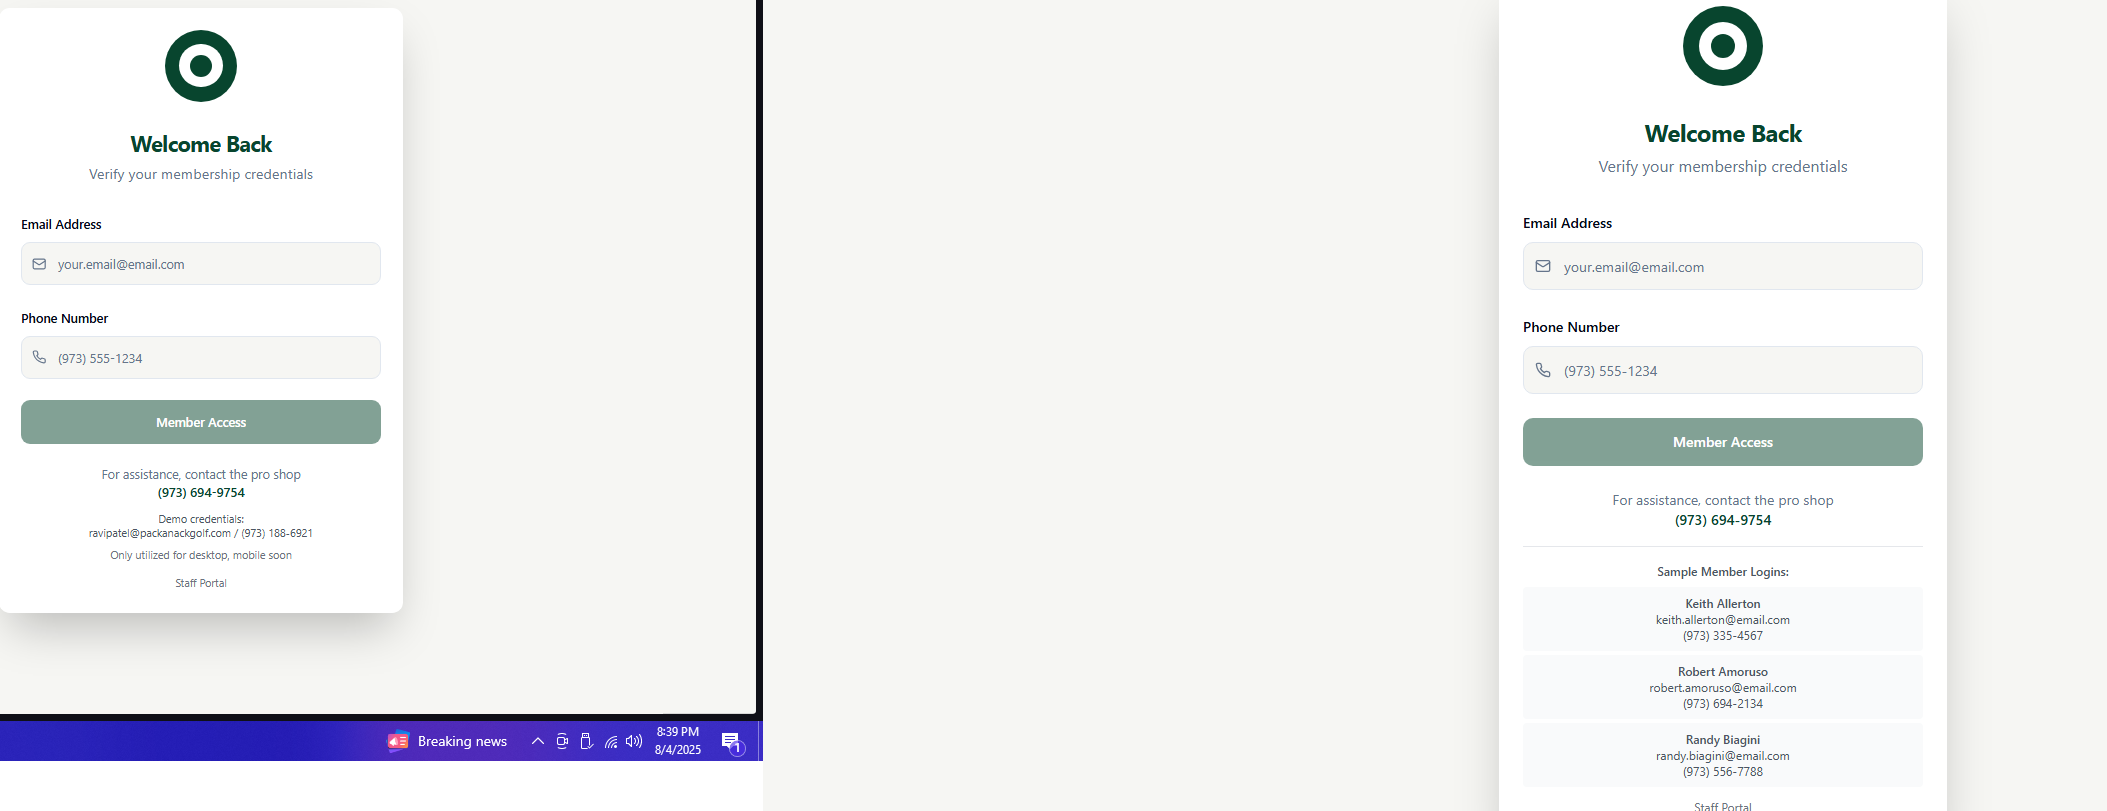 Welcome Back
Verify your membership credentials
Email Address
your.email@email.com
Phone Number
(973) 555-1234
Member Access
For assistance, contact the pro shop
(973) 694-9754
Demo credentials:
ravipatel@packanackgolf.com / (973) 188-6921
Only utilized for desktop, mobile soon
Staff Portal
Breaking news
8:39 PM
8/4/2025
1
Welcome Back
Verify your membership credentials
Email Address
your.email@email.com
Phone Number
(973) 555-1234
Member Access
For assistance, contact the pro shop
(973) 694-9754
Sample Member Logins:
Keith Allerton
keith.allerton@email.com
(973) 335-4567
Robert Amoruso
robert.amoruso@email.com
(973) 694-2134
Randy Biagini
randy.biagini@email.com
(973) 556-7788
Staff Portal